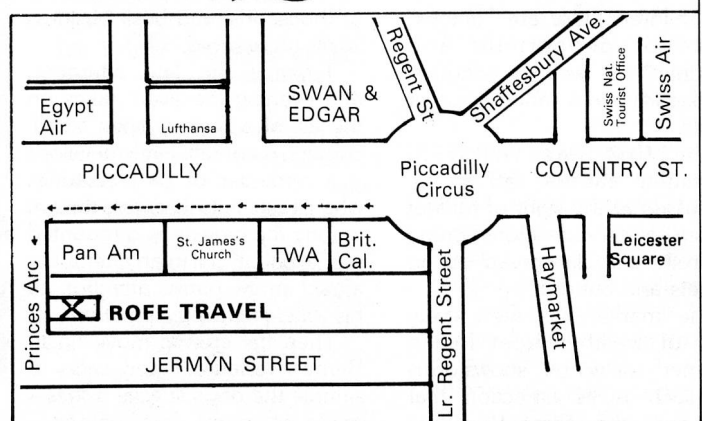 Regent St.
Shaftesbury Ave.
Swiss Nat.
Tourist Office
Swiss Air
Egypt
Air
Lufthansa
SWAN &
EDGAR
PICCADILLY
Piccadilly
Circus
COVENTRY ST.
Princes Arc
Pan Am
St. James's
Church
TWA
Brit.
Cal.
Lr. Regent Street
Haymarket
Leicester
Square
X ROFE TRAVEL
JERMYN STREET